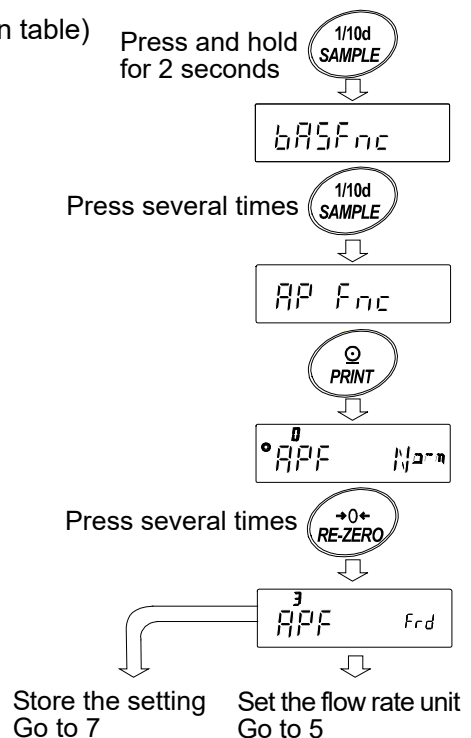 n table)
Press and hold
for 2 seconds
1/10d
SAMPLE
bASFnc
Press several times
1/10d
SAMPLE
AP Fnc
PRINT
0
APF Norm
Press several times
→0←
RE-ZERO
3
APF Frd
Store the setting
Go to 7
Set the flow rate unit
Go to 5